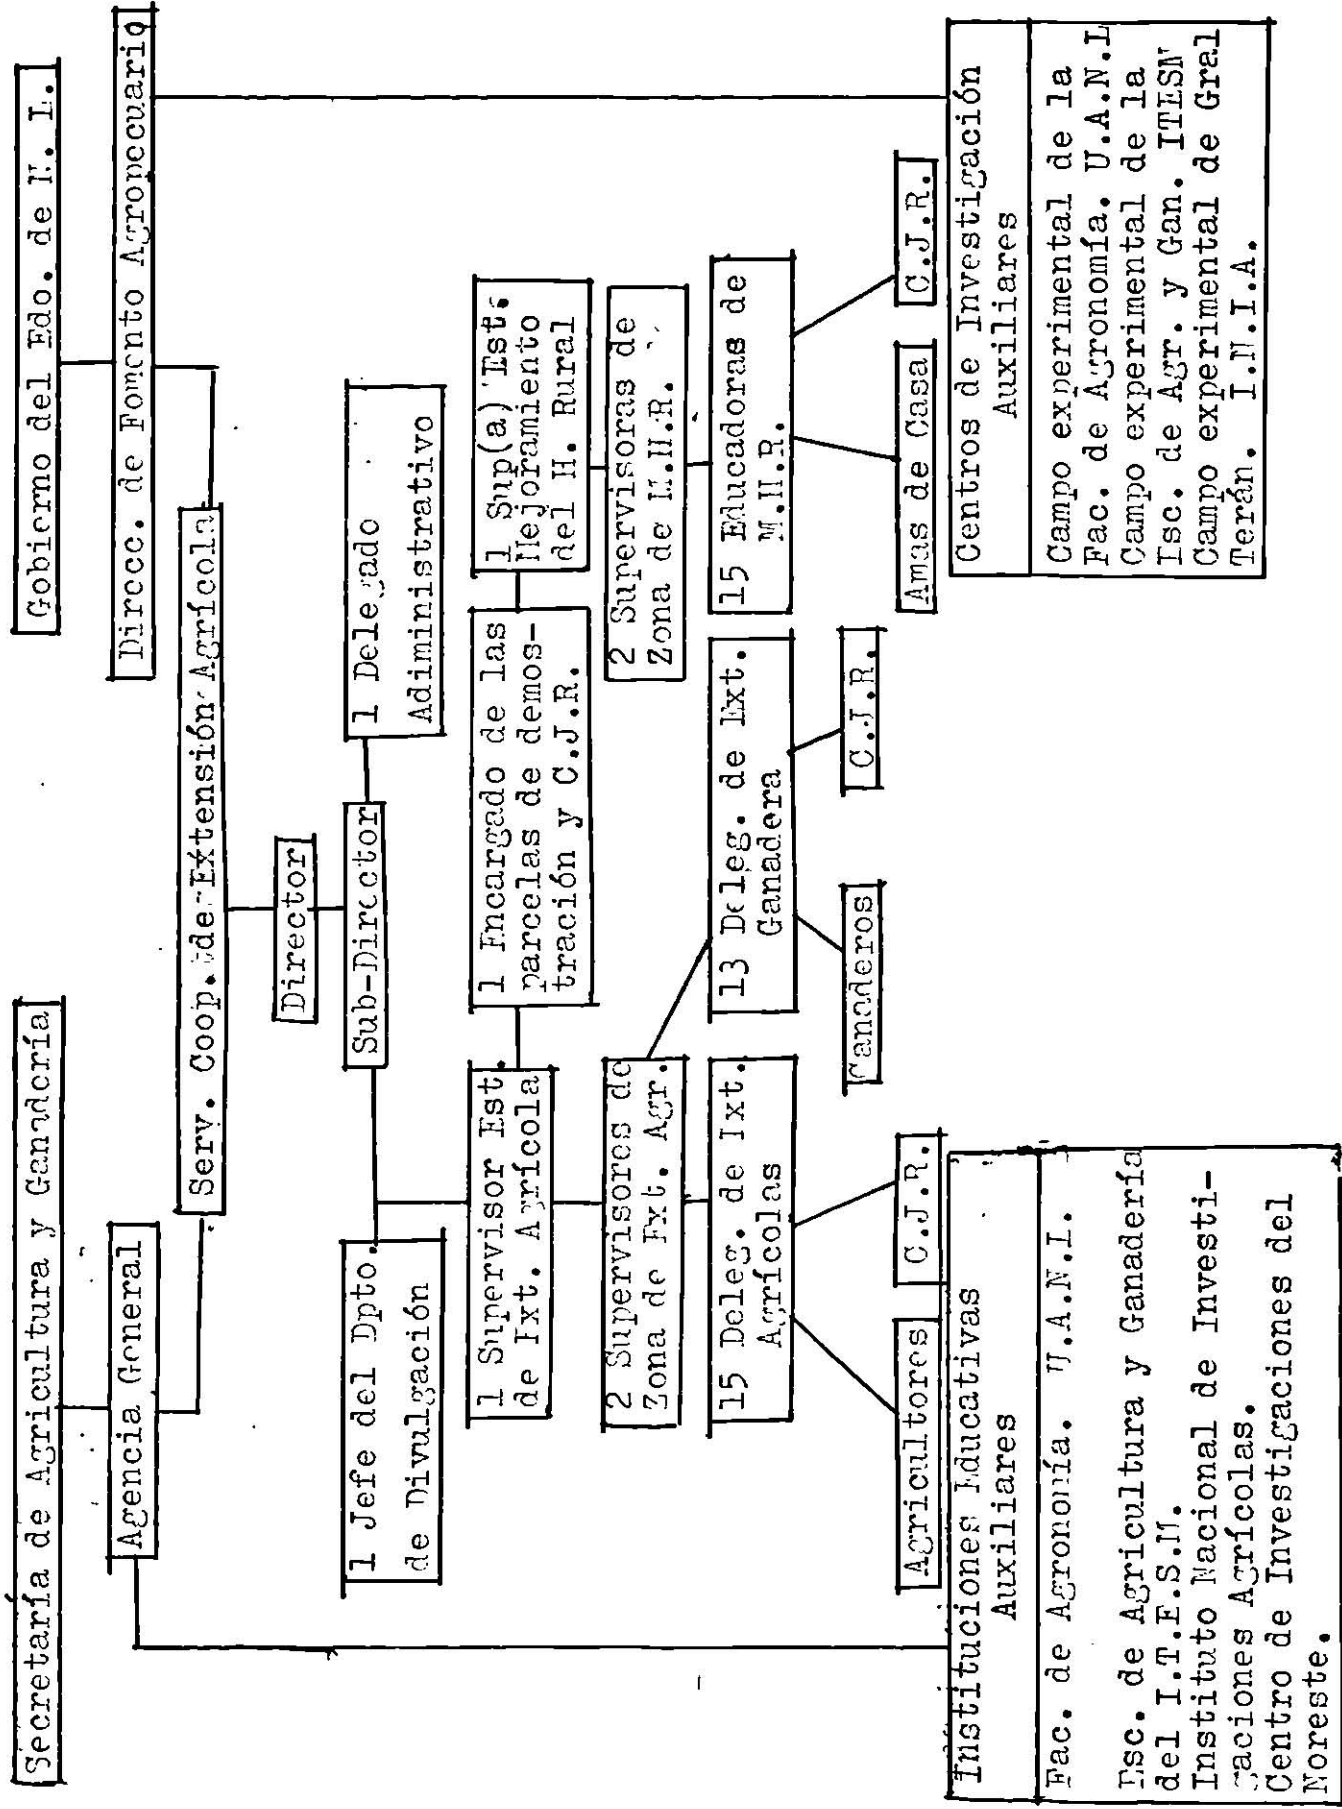 Secretaría de Agricultura y Ganadería
Gobierno del Edo. de N. L.
Agencia General
Direcc. de Fomento Agropecuario
Serv. Coop. de Extensión Agrícola
Director
Sub-Director
1 Jefe del Dpto.
de Divulgación
1 Delegado
Adiministrativo
1 Supervisor Est.
de Ext. Agrícola
1 Encargado de las
parcelas de demos-
tración y C.J.R.
1 Sup(a) Est.
Mejoramiento
del H. Rural
2 Supervisores de
Zona de Ext. Agr.
2 Supervisoras de
Zona de M.H.R.
15 Deleg. de Ext.
Agrícolas
13 Deleg. de Ext.
Ganadera
15 Educadoras de
M.H.R.
Agricultores
C.J.R.
Ganaderos
C.J.R.
Amas de Casa
C.J.R.
Instituciones Educativas
Auxiliares
Fac. de Agronomía. U.A.N.L.
Esc. de Agricultura y Ganadería
del I.T.E.S.M.
Instituto Nacional de Investi-
gaciones Agrícolas.
Centro de Investigaciones del
Noreste.
Centros de Investigación
Auxiliares
Campo experimental de la
Fac. de Agronomía. U.A.N.L
Campo experimental de la
Esc. de Agr. y Gan. ITESM
Campo experimental de Gral
Terán. I.N.I.A.